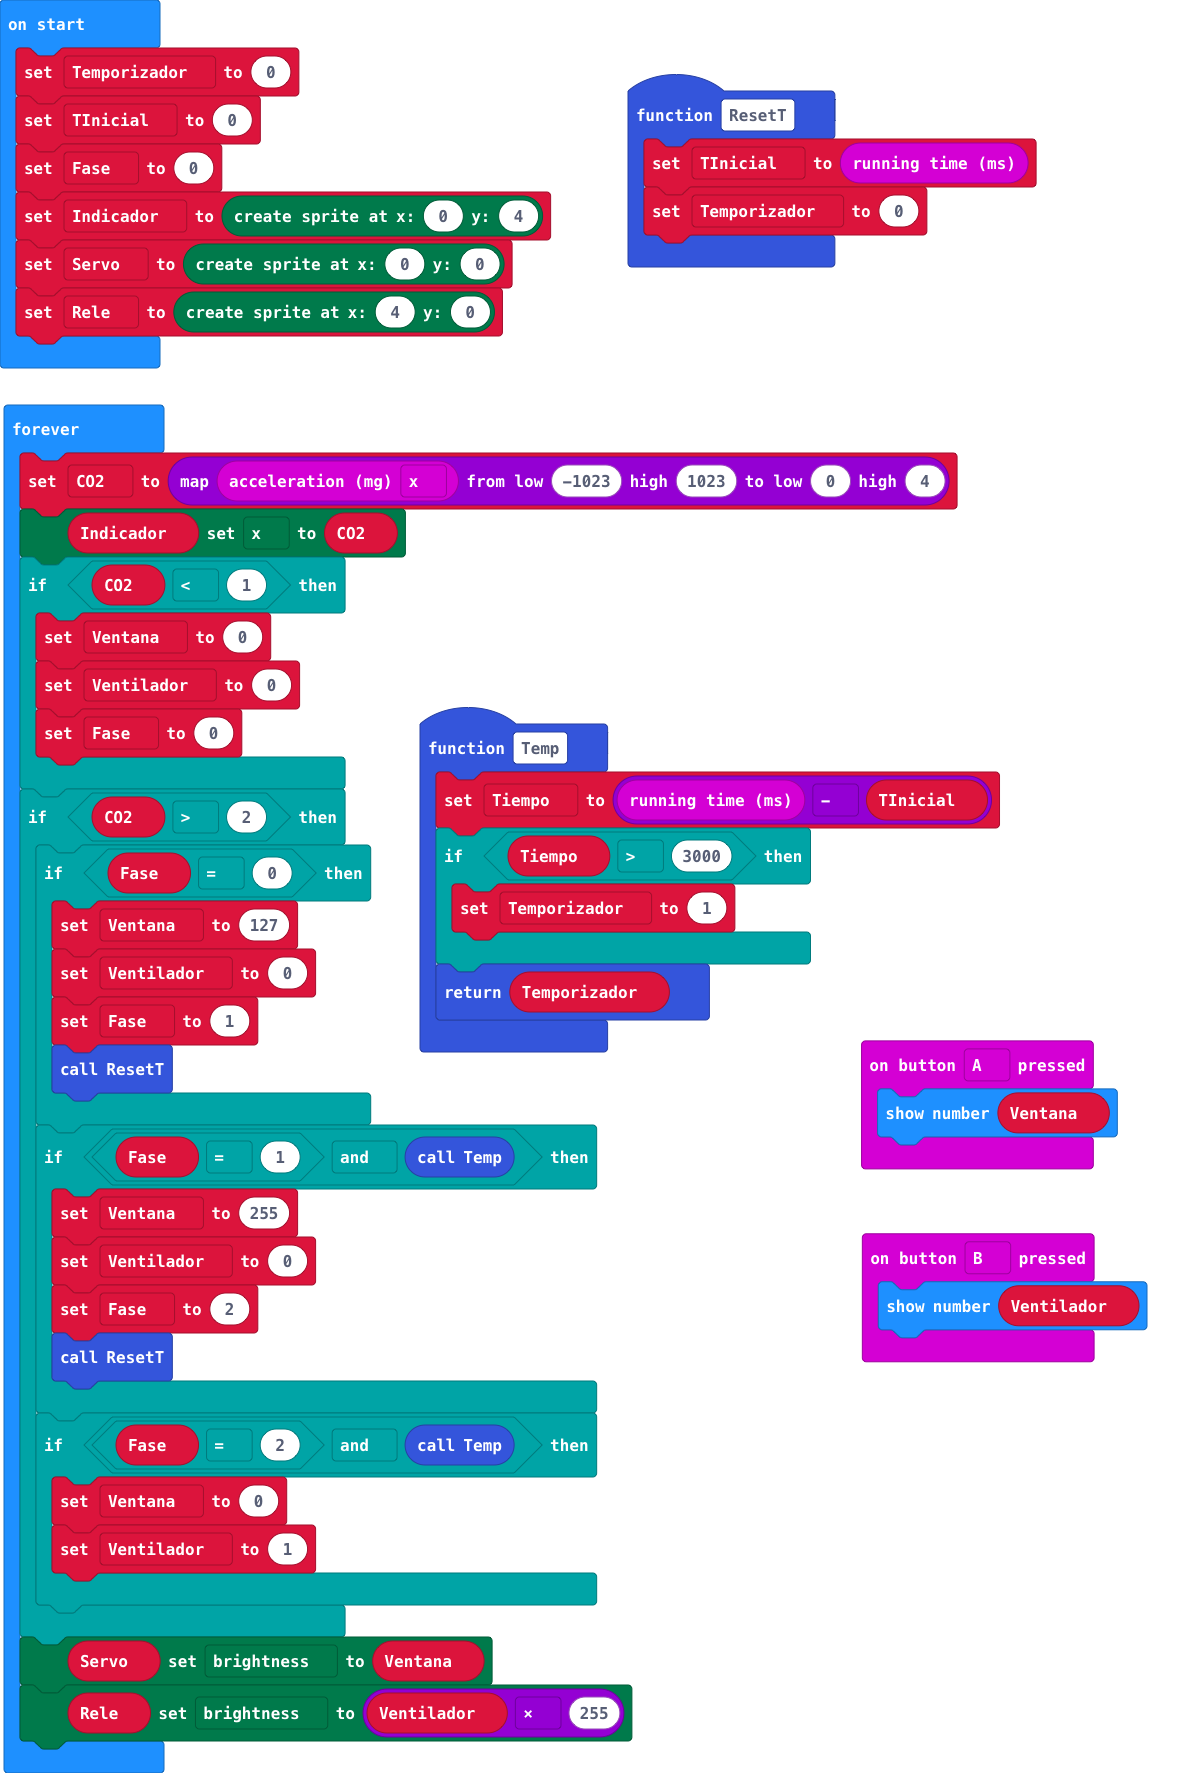 on start
set Temporizador to 0
set TInicial to 0
set Fase to 0
set Indicador to create sprite at x: 0 y: 4
set Servo to create sprite at x: 0 y: 0
set Rele to create sprite at x: 4 y: 0
function ResetT
set TInicial to running time (ms)
set Temporizador to 0
forever
set CO2 to map acceleration (mg) x from low −1023 high 1023 to low 0 high 4
Indicador set x to CO2
if CO2 < 1 then
set Ventana to 0
set Ventilador to 0
set Fase to 0
if CO2 > 2 then
if Fase = 0 then
set Ventana to 127
set Ventilador to 0
set Fase to 1
call ResetT
if Fase = 1 and call Temp then
set Ventana to 255
set Ventilador to 0
set Fase to 2
call ResetT
if Fase = 2 and call Temp then
set Ventana to 0
set Ventilador to 1
Servo set brightness to Ventana
Rele set brightness to Ventilador × 255
function Temp
set Tiempo to running time (ms) − TInicial
if Tiempo > 3000 then
set Temporizador to 1
return Temporizador
on button A pressed
show number Ventana
on button B pressed
show number Ventilador